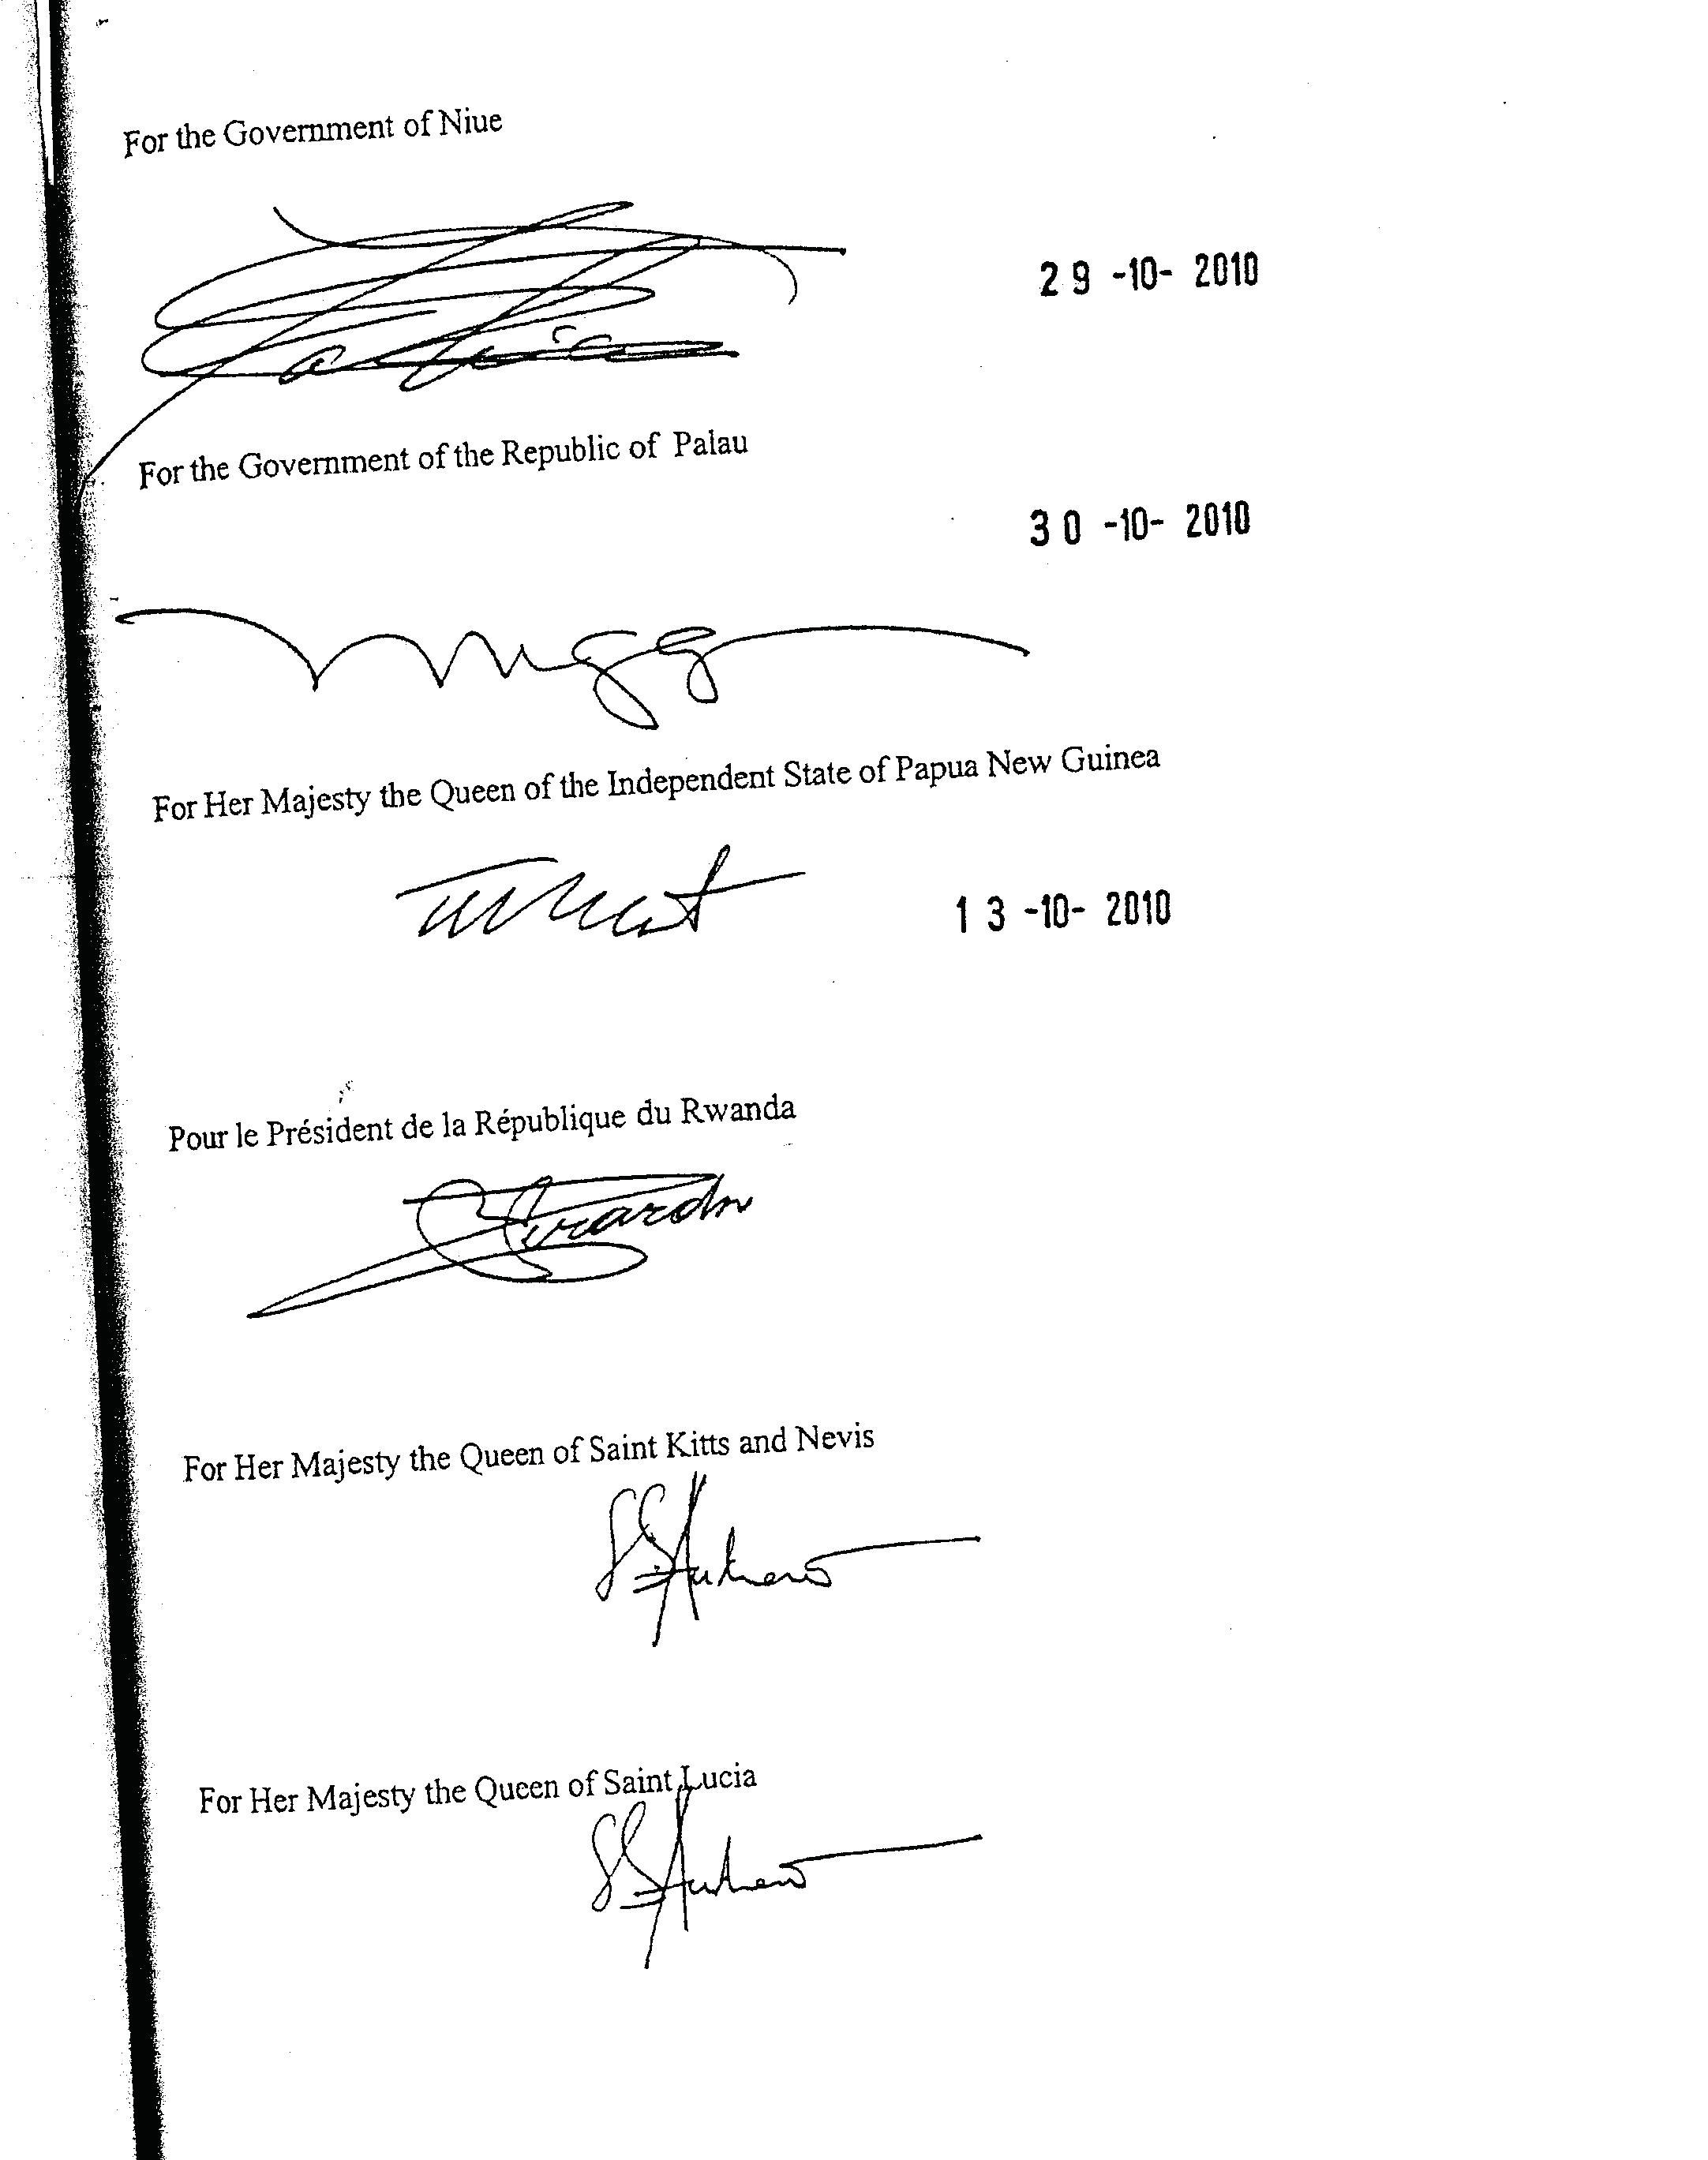 For the Government of Niue
29 -10- 2010
For the Government of the Republic of Palau
30 -10- 2010
For Her Majesty the Queen of the Independent State of Papua New Guinea
13 -10- 2010
Pour le Président de la République du Rwanda
For Her Majesty the Queen of Saint Kitts and Nevis
For Her Majesty the Queen of Saint Lucia